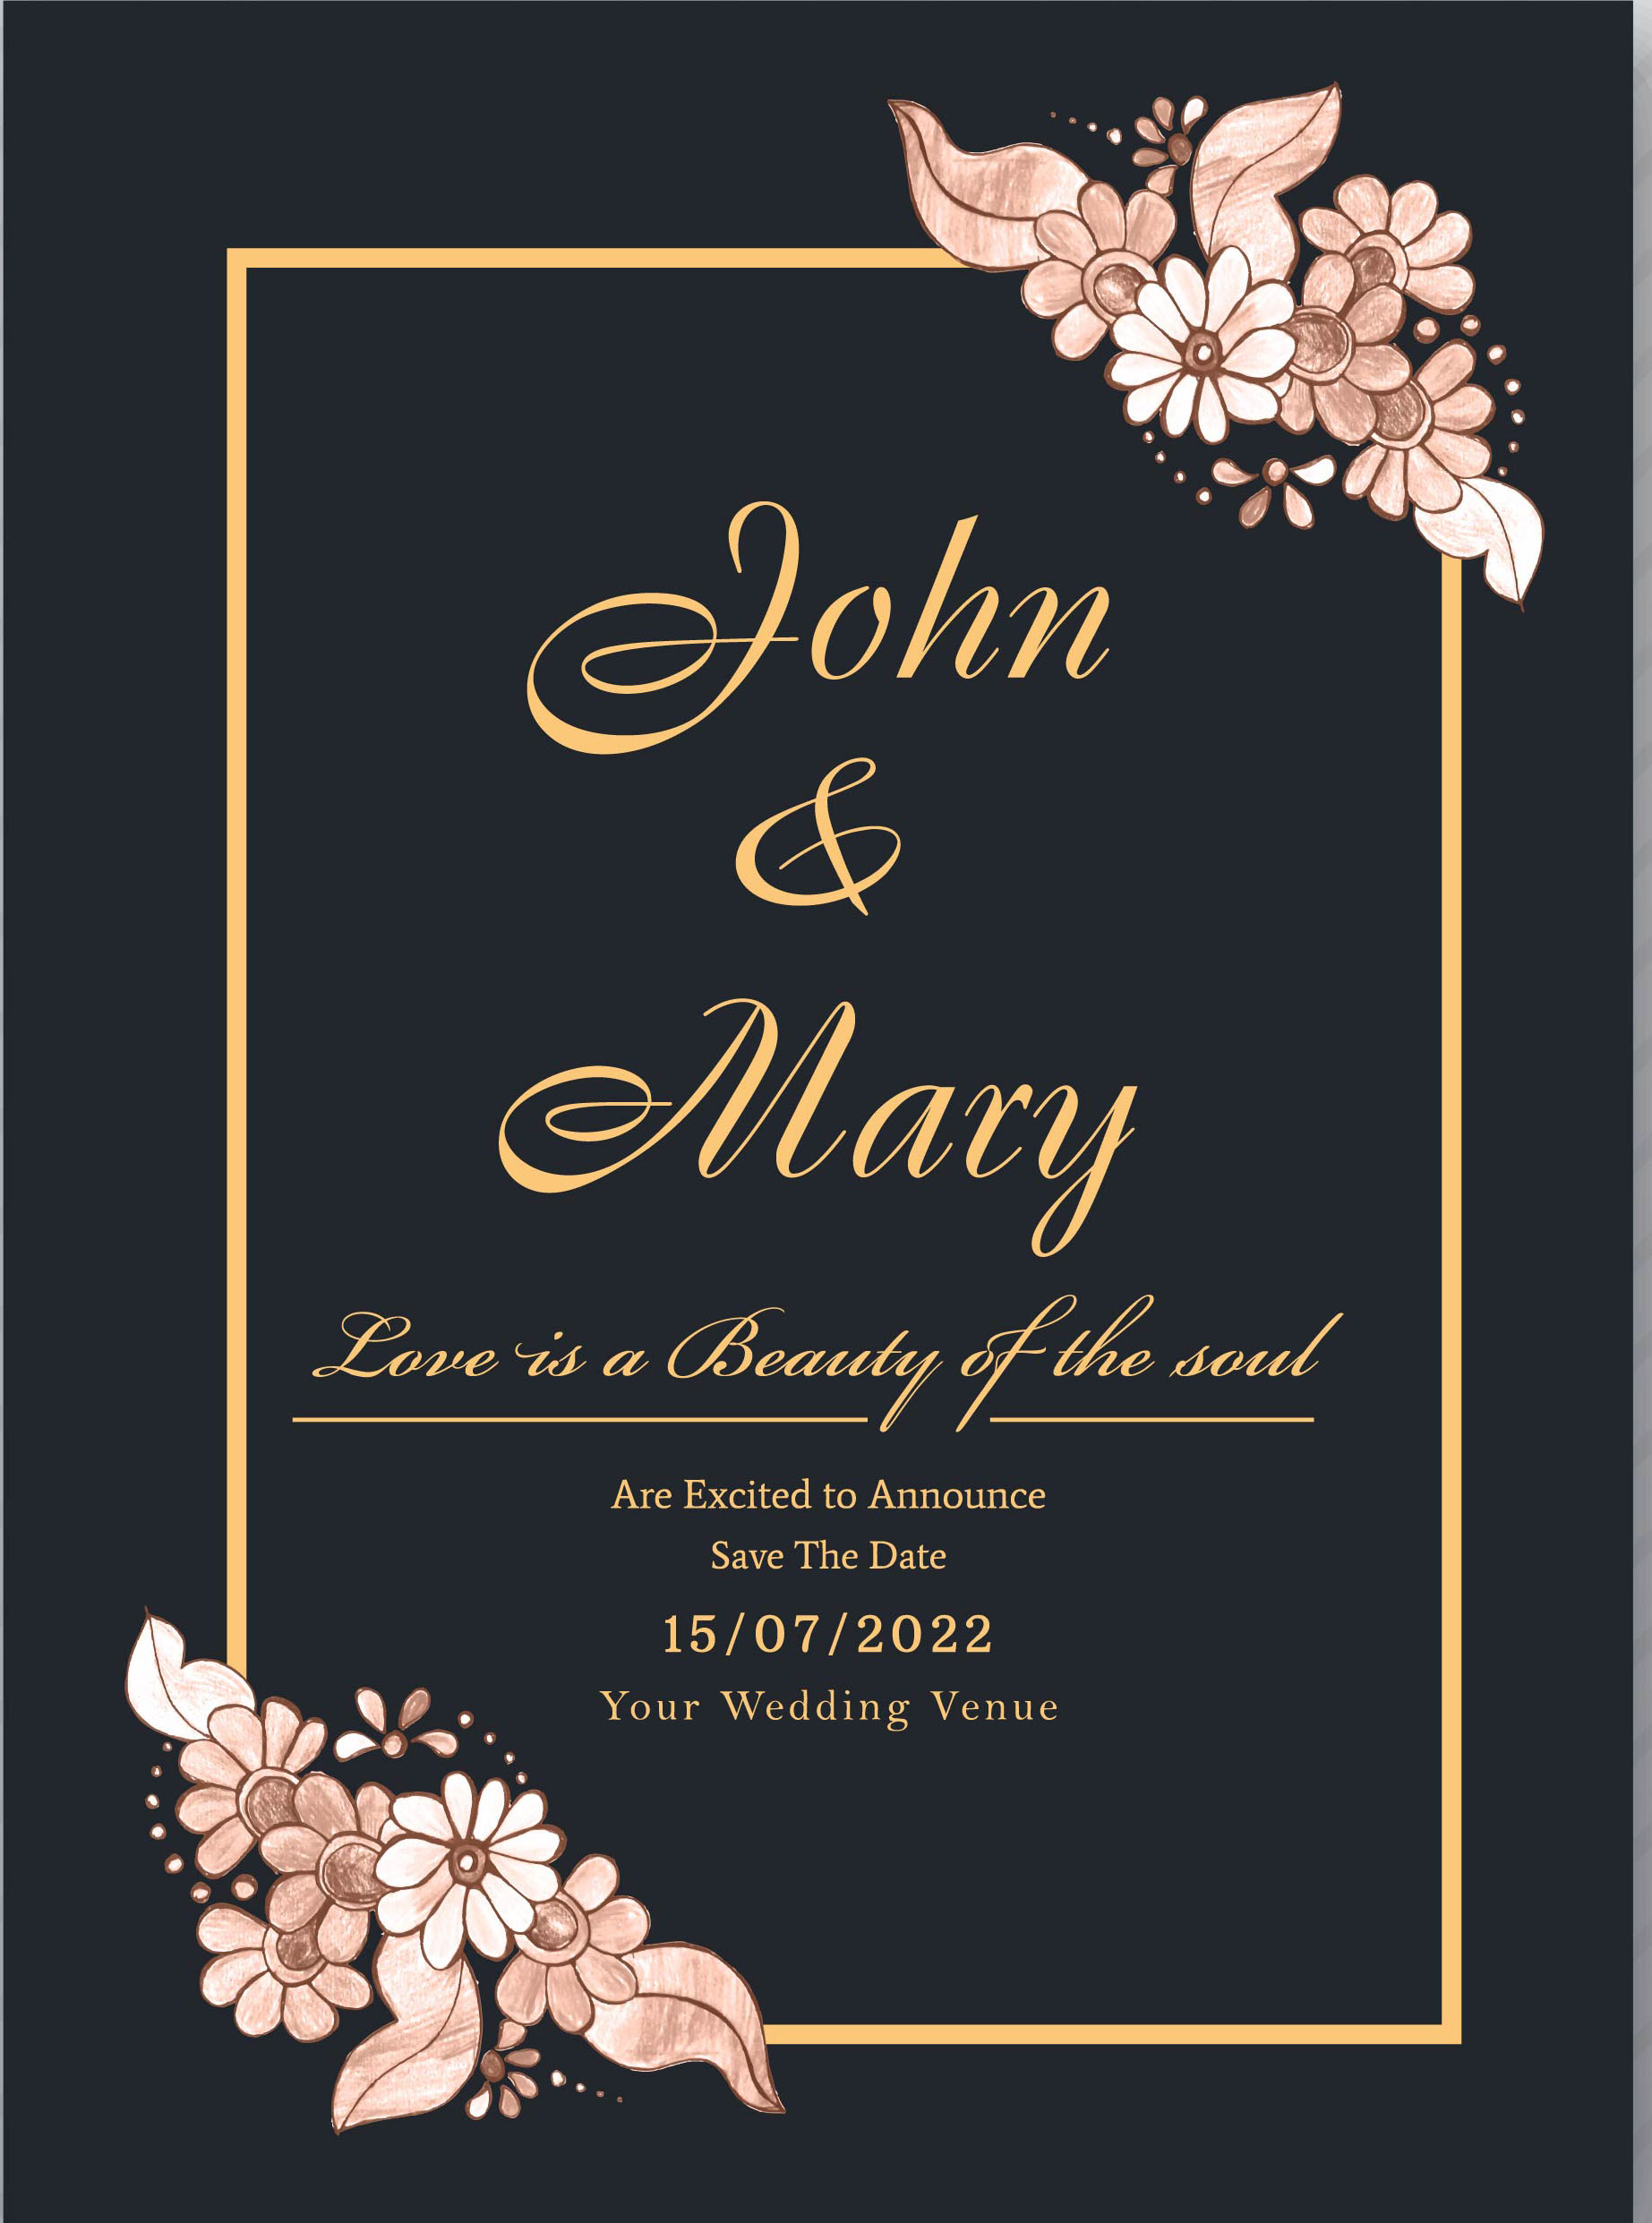 John
&
Mary
Love is a Beauty of the soul
Are Excited to Announce
Save The Date
15/07/2022
Your Wedding Venue